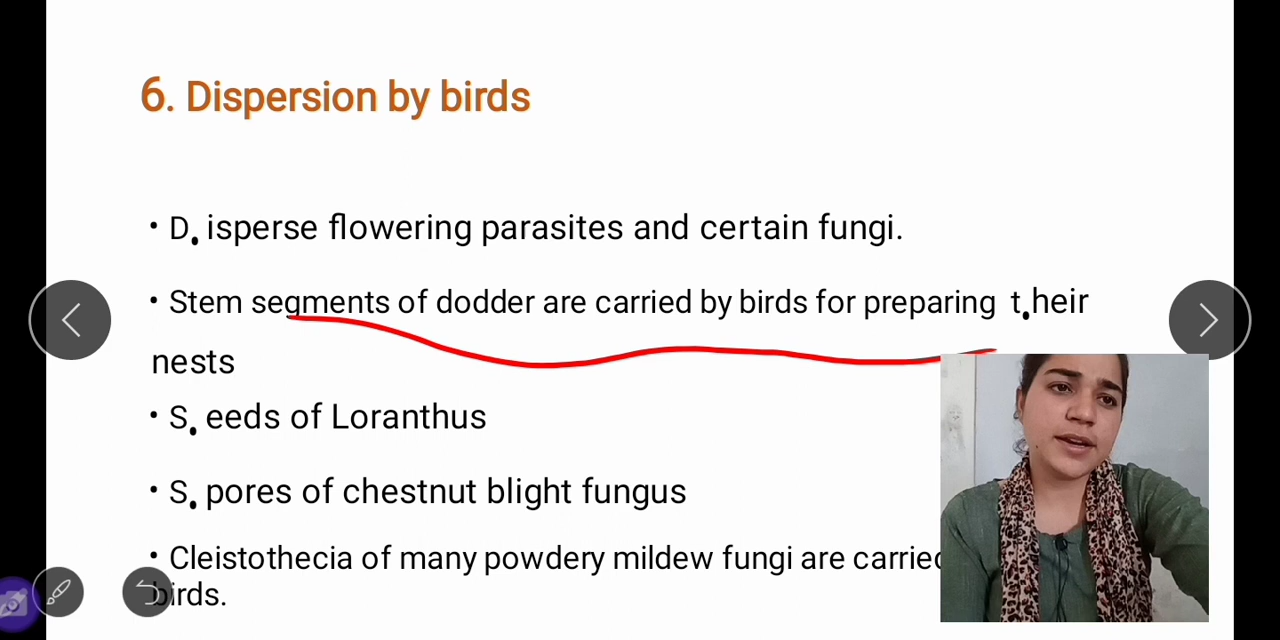 6. Dispersion by birds
• D. isperse flowering parasites and certain fungi.
• Stem segments of dodder are carried by birds for preparing t.heir
nests
• S. eeds of Loranthus
• S. pores of chestnut blight fungus
• Cleistothecia of many powdery mildew fungi are carried
birds.